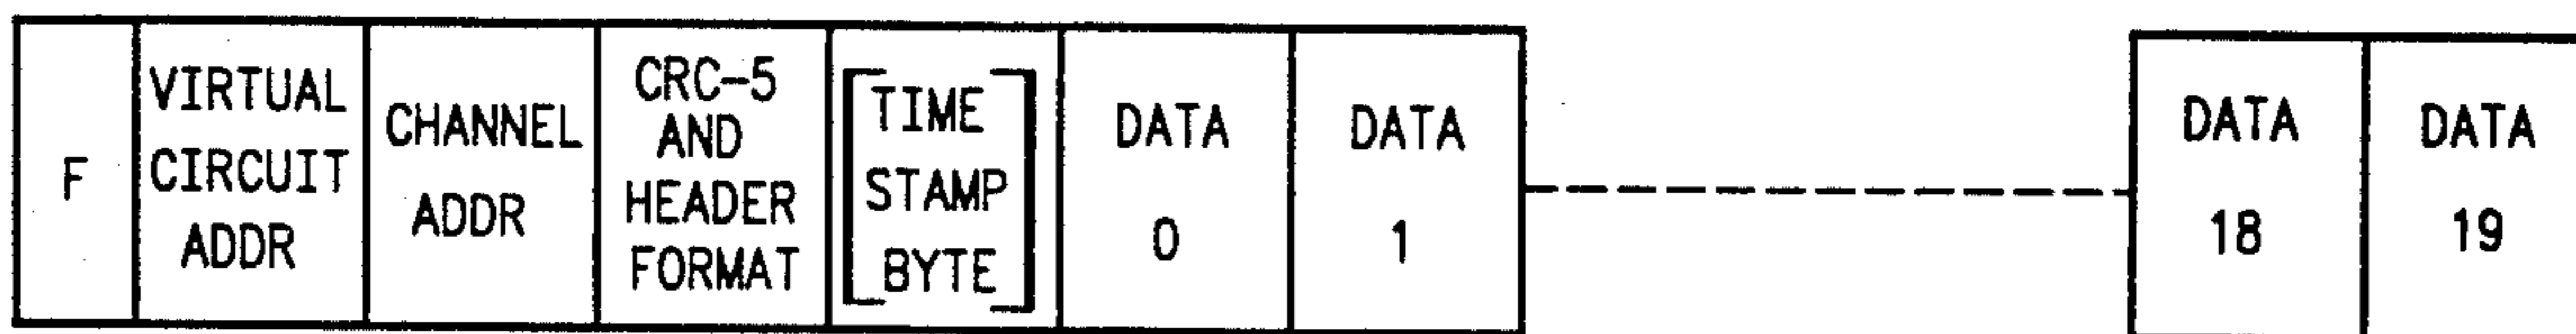 F
VIRTUAL
CIRCUIT
ADDR
CHANNEL
ADDR
CRC-5
AND
HEADER
FORMAT
TIME
STAMP
BYTE
DATA
0
DATA
1
DATA
18
DATA
19